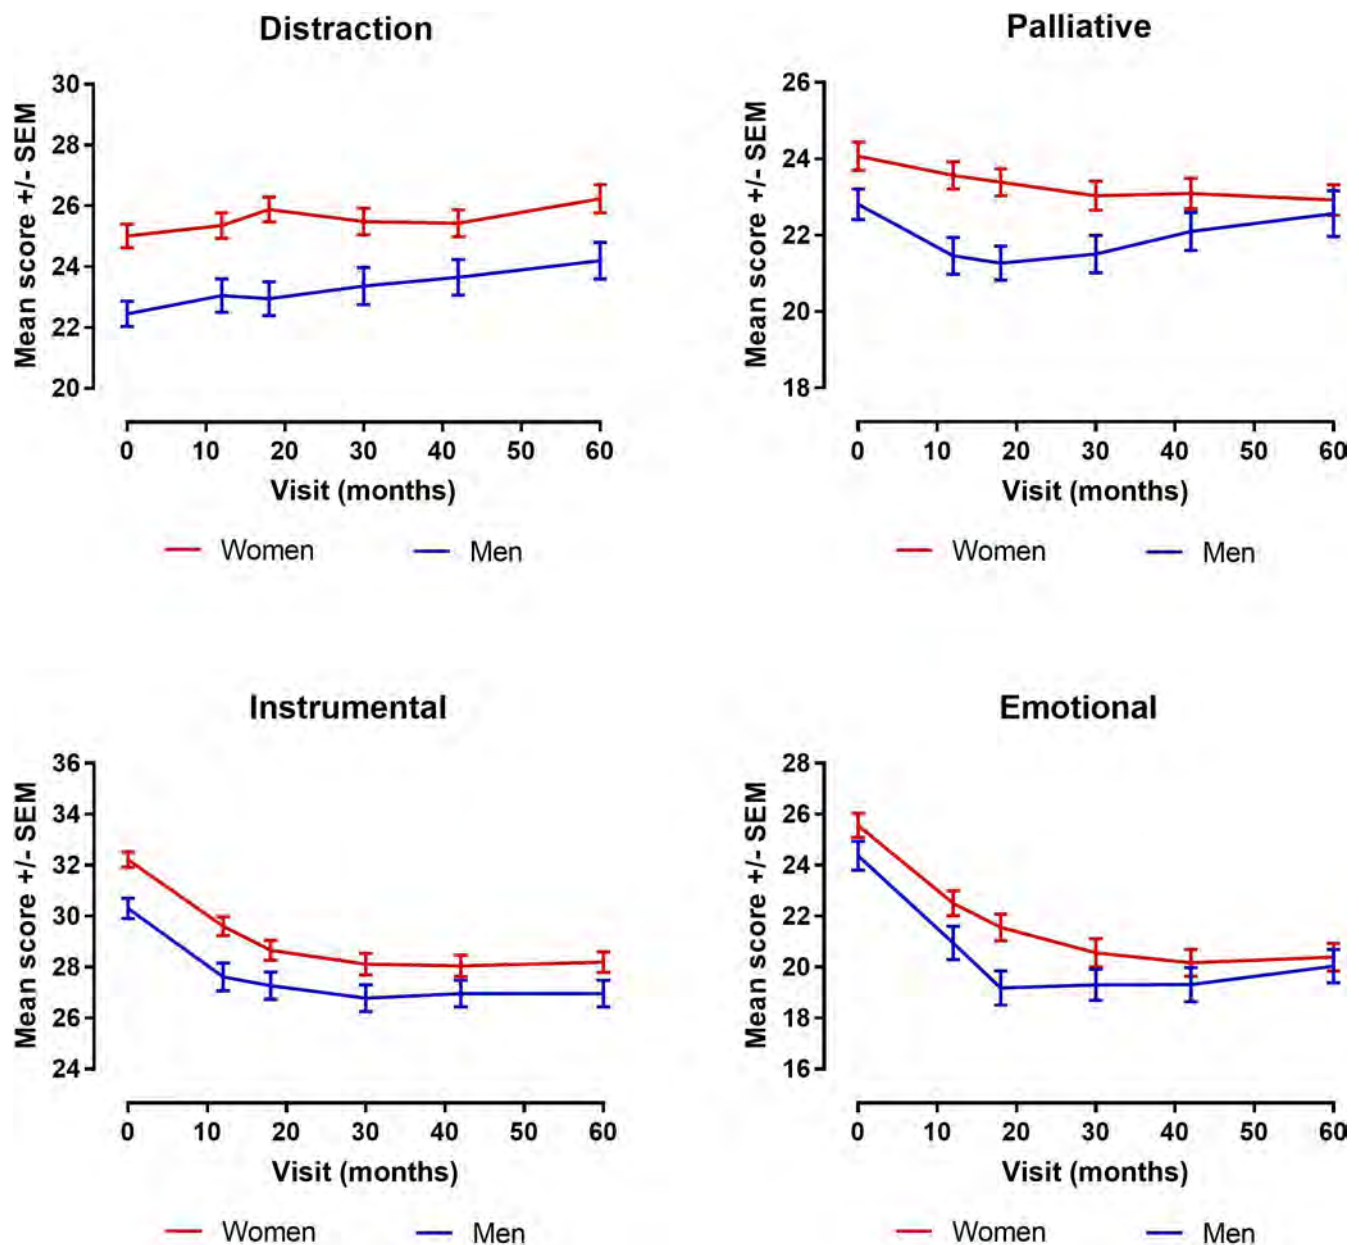 Distraction
Mean score +/- SEM
30
28
26
24
22
20
0 10 20 30 40 50 60
Visit (months)
Women Men
Palliative
Mean score +/- SEM
26
24
22
20
18
0 10 20 30 40 50 60
Visit (months)
Women Men
Instrumental
Mean score +/- SEM
36
34
32
30
28
26
24
0 10 20 30 40 50 60
Visit (months)
Women Men
Emotional
Mean score +/- SEM
28
26
24
22
20
18
16
0 10 20 30 40 50 60
Visit (months)
Women Men